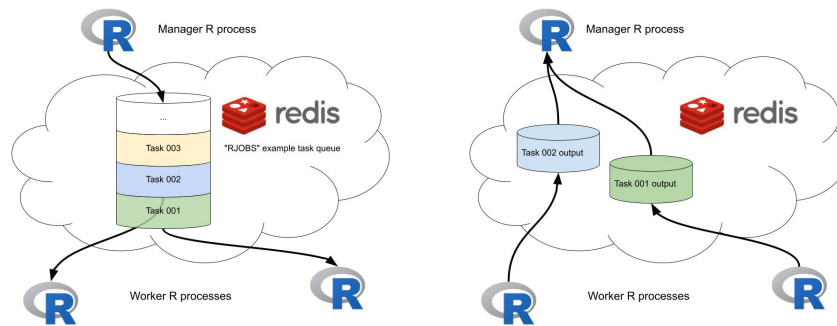 R
Manager R process
redis
"RJOBS" example task queue
...
Task 003
Task 002
Task 001
R
Worker R processes
R
R
Manager R process
redis
Task 002 output
Task 001 output
R
Worker R processes
R